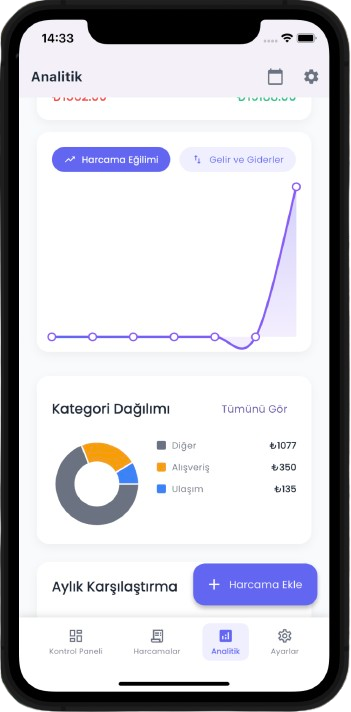 14:33
Analitik
Harcama Eğilimi
Gelir ve Giderler
Kategori Dağılımı
Tümünü Gör
Diğer ₺1077
Alışveriş ₺350
Ulaşım ₺135
Aylık Karşılaştırma
+ Harcama Ekle
Kontrol Paneli
Harcamalar
Analitik
Ayarlar